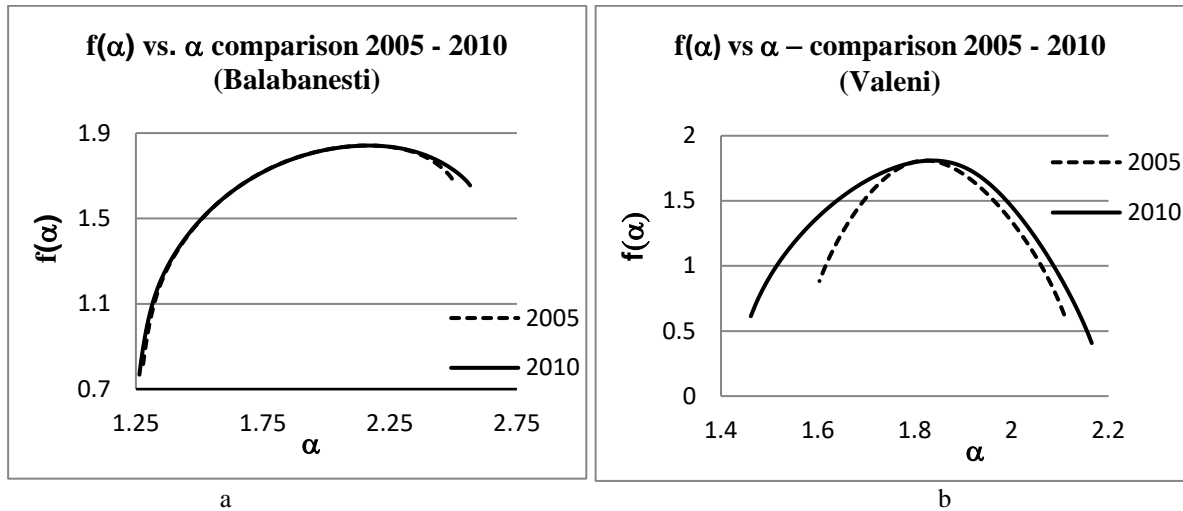 f(α) vs. α comparison 2005 - 2010
(Balabanesti)
1.9
1.5
1.1
0.7
f(α)
1.25
1.75
2.25
2.75
α
2005
2010
a
f(α) vs α – comparison 2005 - 2010
(Valeni)
2
1.5
1
0.5
0
f(α)
1.4
1.6
1.8
2
2.2
α
2005
2010
b